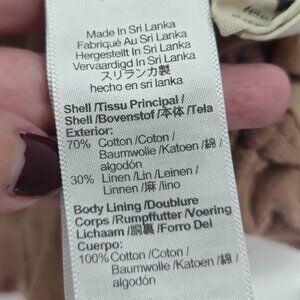 Made In Sri Lanka
Fabriqué Au Sri Lanka
Hergestellt In Sri Lanka
Vervaardigd In Sri Lanka
スリランカ製
hecho en sri lanka
Shell /Tissu Principal /
Shell /Bovenstof /本体 /Tela
Exterior:
70% Cotton /Coton /
Baumwolle /Katoen /綿 /
algodón
30% Linen /Lin /Leinen /
Linnen /麻 /lino
Body Lining /Doublure
Corps /Rumpffutter /Voering
Lichaam /胴裏 /Forro Del
Cuerpo:
100% Cotton /Coton /
Baumwolle /Katoen /綿 /
algodón